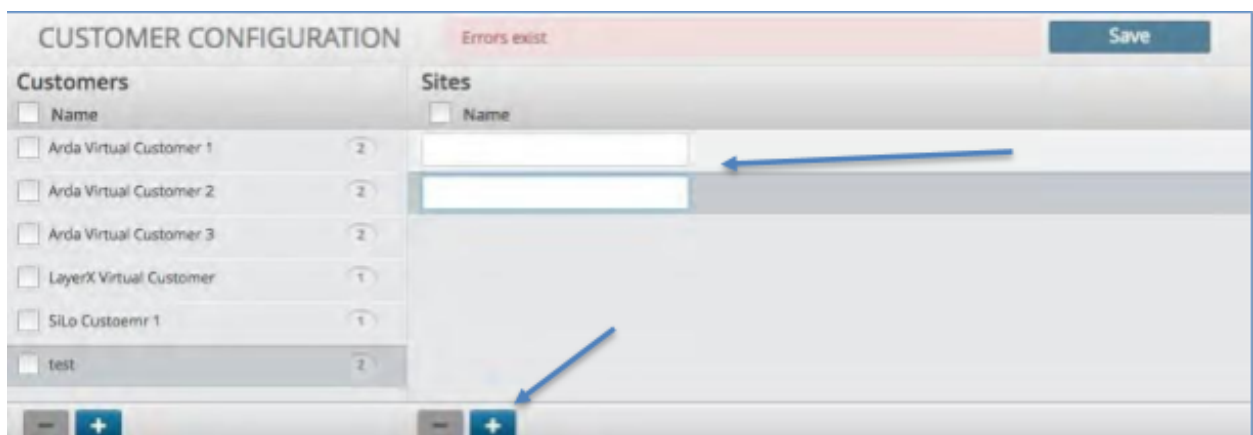 CUSTOMER CONFIGURATION Errors exist Save
Customers Sites
Name Name
Arda Virtual Customer 1 2
Arda Virtual Customer 2 2
Arda Virtual Customer 3 2
LayerX Virtual Customer 1
SiLo Custoemr 1 1
test 2
- + - +